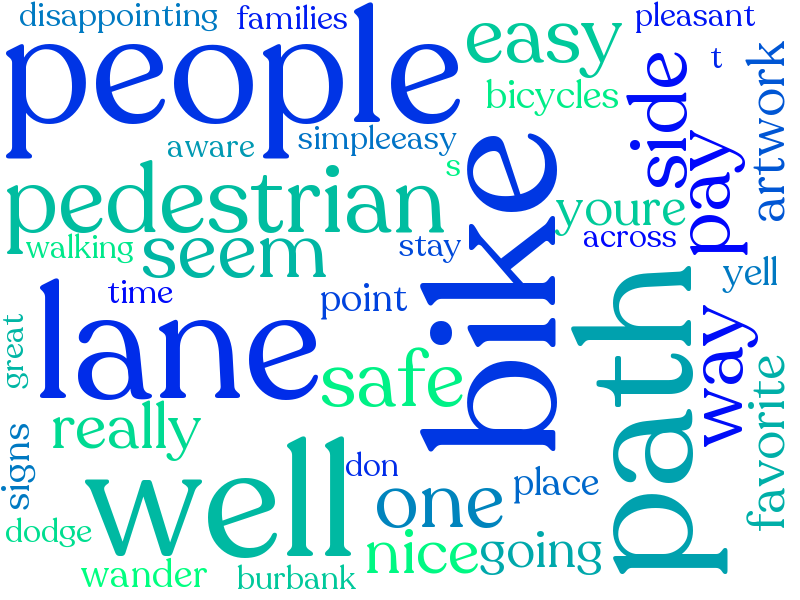 disappointing
families
pleasant
people
easy
t
side
artwork
bicycles
aware
simpleeasy
s
pay
pedestrian
bike
youre
walking
seem
stay
across
time
point
yell
lane
path
way
great
safe
favorite
really
signs
well
don
one
place
dodge
nice
going
wander
burbank